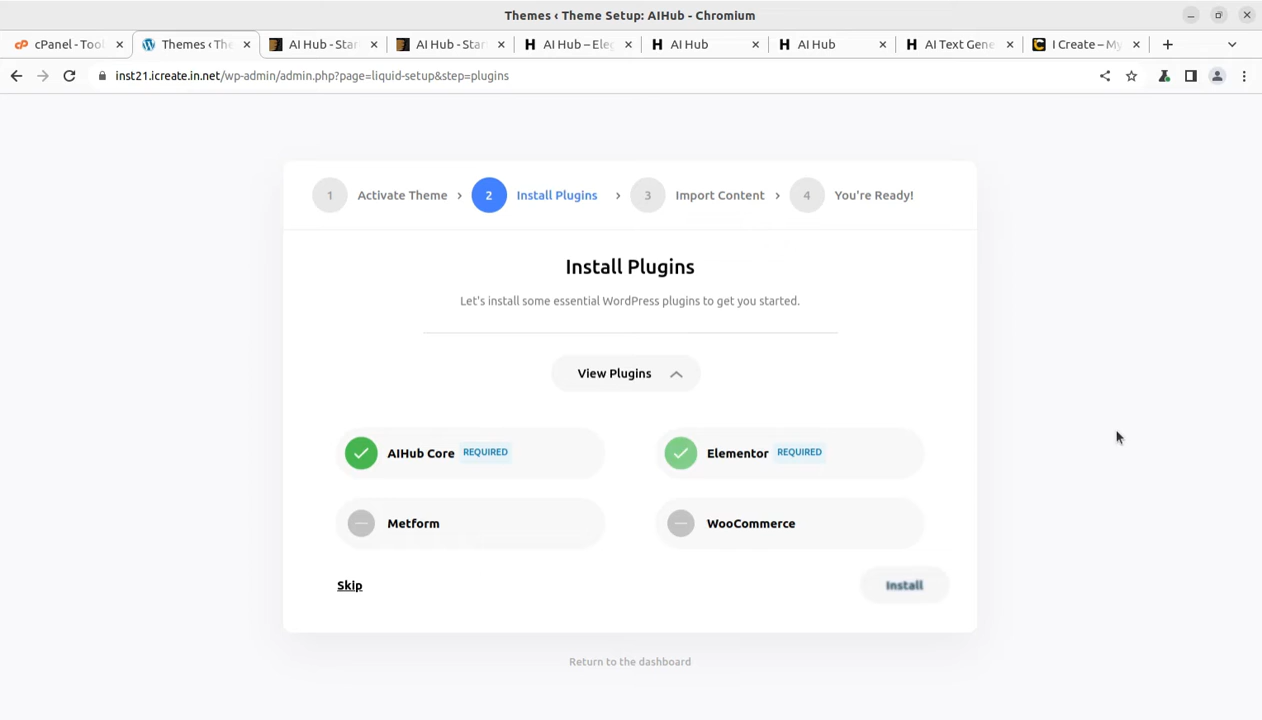 Themes ‹ Theme Setup: AIHub - Chromium
cPanel - Tool
Themes ‹ Th
AI Hub - Star
AI Hub - Star
AI Hub – Ele
AI Hub
AI Hub
AI Text Gene
I Create – My
inst21.icreate.in.net/wp-admin/admin.php?page=liquid-setup&step=plugins
1 Activate Theme › 2 Install Plugins › 3 Import Content › 4 You're Ready!
Install Plugins
Let's install some essential WordPress plugins to get you started.
View Plugins
AIHub Core REQUIRED
Elementor REQUIRED
Metform
WooCommerce
Skip
Install
Return to the dashboard